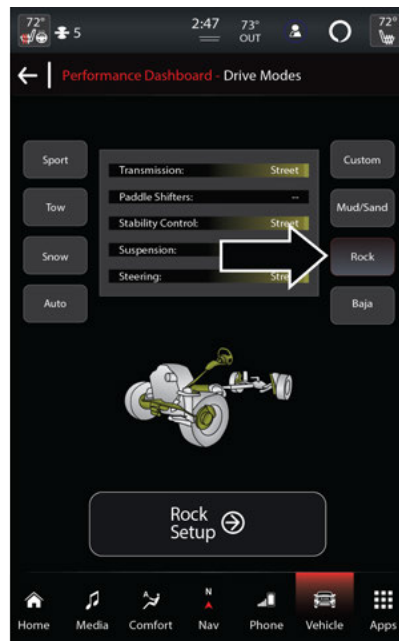 72°
5
2:47
73°
OUT
72°
Performance Dashboard - Drive Modes
Sport
Tow
Snow
Auto
Transmission: Street
Paddle Shifters: --
Stability Control: Street
Suspension:
Steering: Stre
Custom
Mud/Sand
Rock
Baja
Rock
Setup
N
Home
Media
Comfort
Nav
Phone
Vehicle
Apps